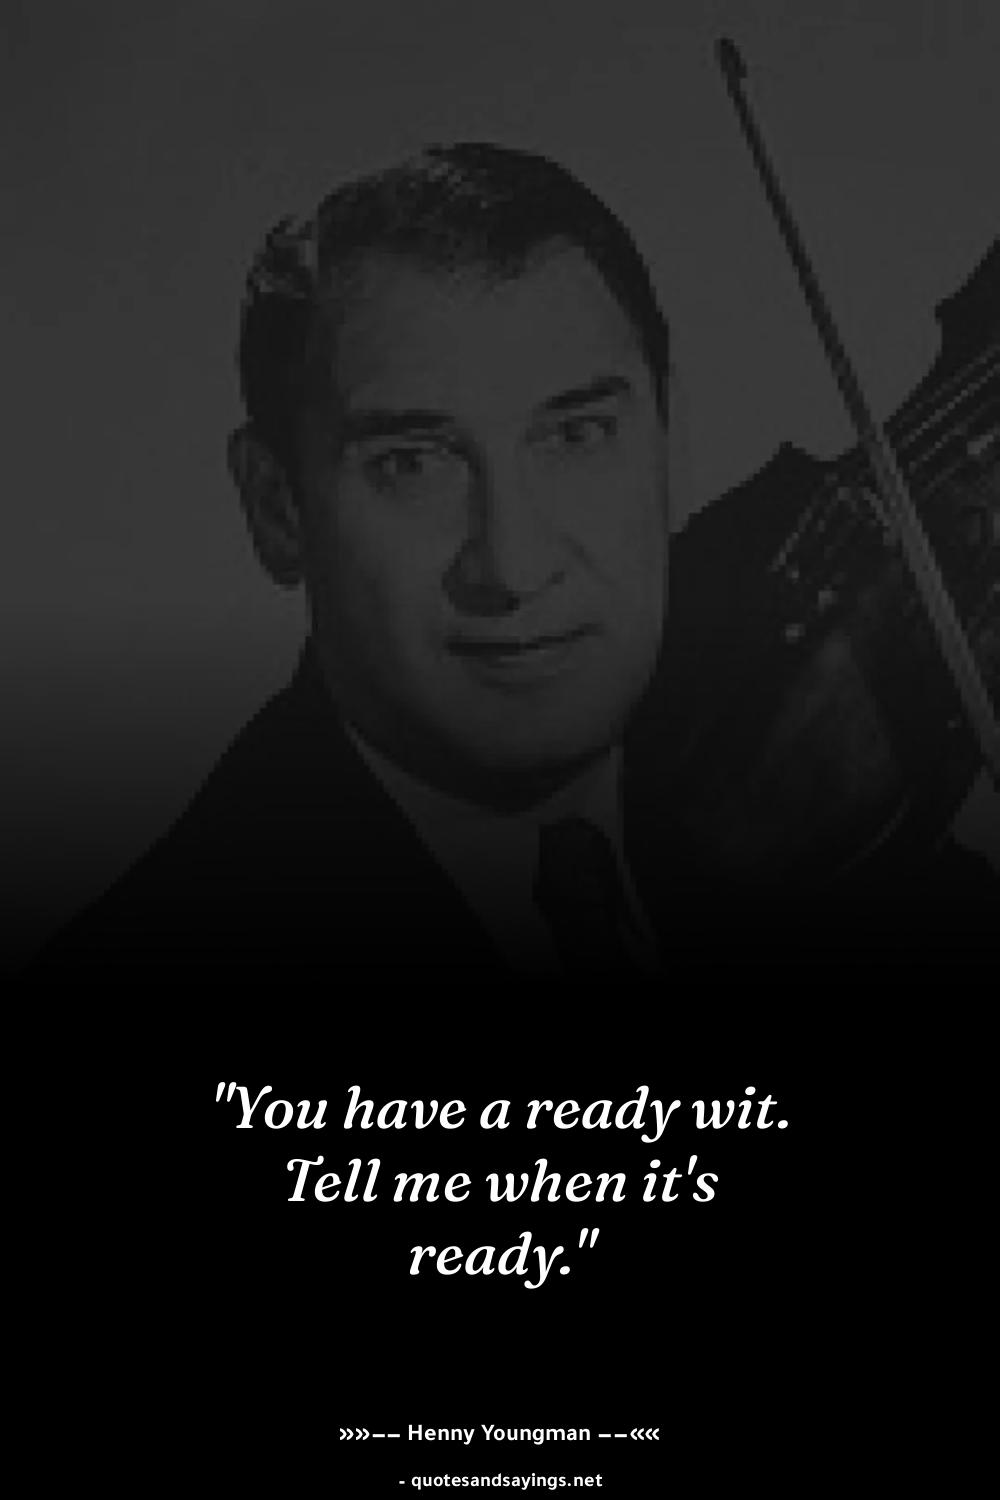 "You have a ready wit.
Tell me when it's
ready."
»»−− Henny Youngman −−««
- quotesandsayings.net